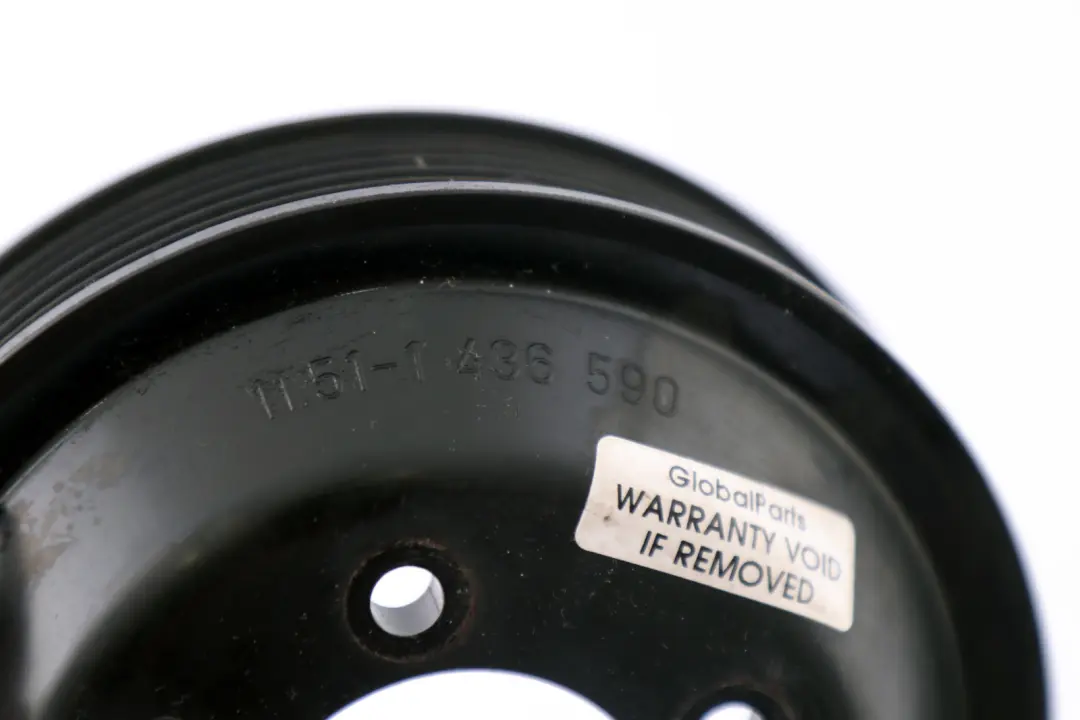 11 51-1 436 590
GlobalParts
WARRANTY VOID
IF REMOVED